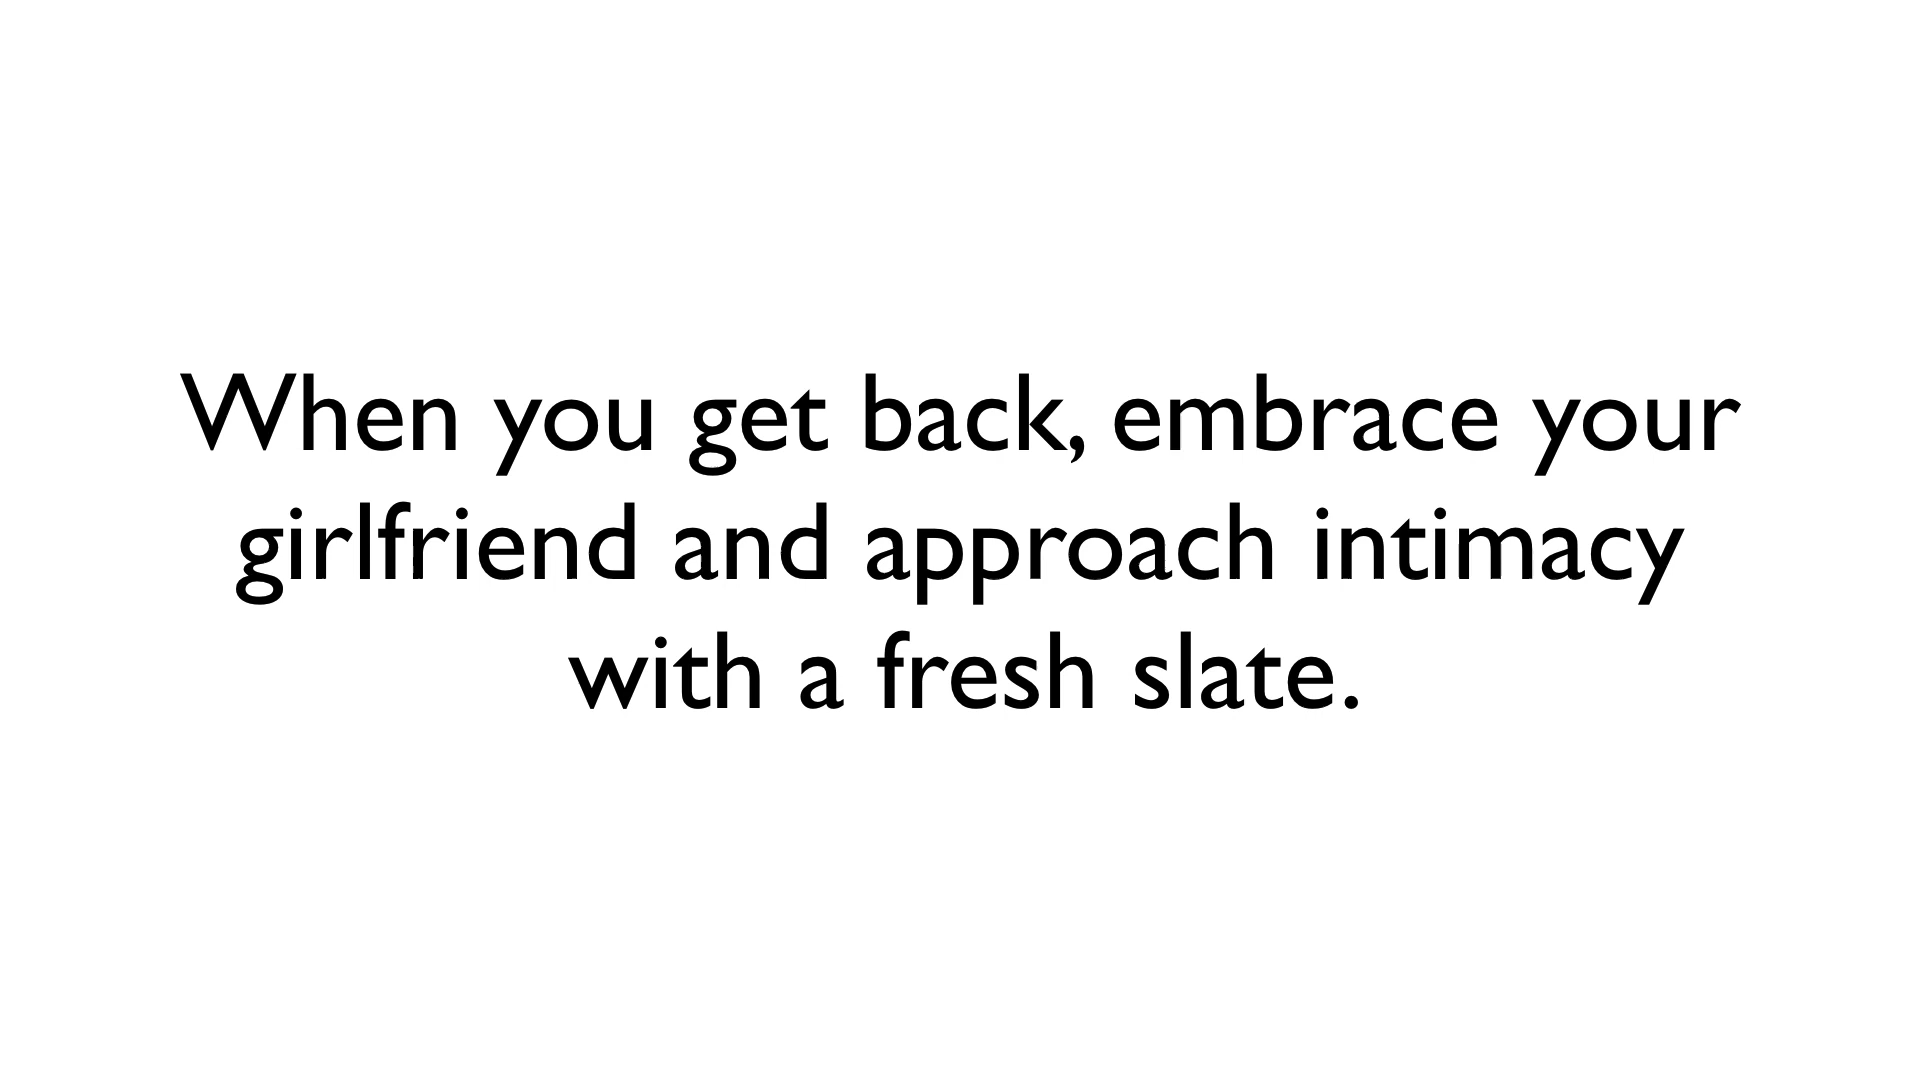 When you get back, embrace your
girlfriend and approach intimacy
with a fresh slate.